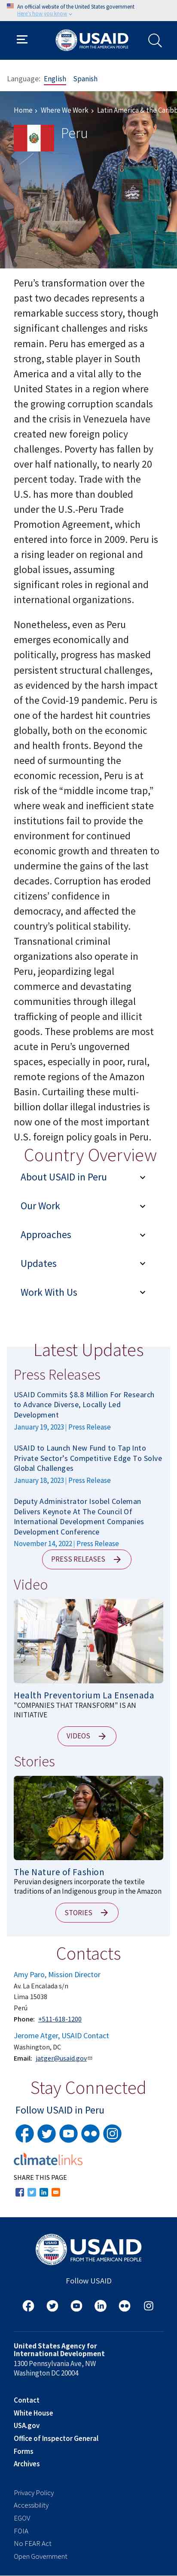 An official website of the United States government
Here's how you know
USAID
FROM THE AMERICAN PEOPLE
Language: English Spanish
Home › Where We Work › Latin America & the Caribb
Peru
Peru's transformation over the
past two decades represents a
remarkable success story, though
significant challenges and risks
remain. Peru has emerged as a
strong, stable player in South
America and a vital ally to the
United States in a region where
the growing corruption scandals
and the crisis in Venezuela have
created new foreign policy
challenges. Poverty has fallen by
over half nationally, to nearly 20
percent today. Trade with the
U.S. has more than doubled
under the U.S.-Peru Trade
Promotion Agreement, which
entered into force in 2009. Peru is
proving a leader on regional and
global issues, assuming
significant roles in regional and
international organizations.
Nonetheless, even as Peru
emerges economically and
politically, progress has masked
persistent structural challenges,
as evidenced by the harsh impact
of the Covid-19 pandemic. Peru is
one of the hardest hit countries
globally, both on the economic
and health fronts. Beyond the
need of surmounting the
economic recession, Peru is at
risk of the “middle income trap,”
where weak and inefficient state
institutions fail to provide the
enforcement environment for
continued economic growth and
threaten to undermine the gains of the last
decades. Corruption has eroded
citizens’ confidence in
democracy, and affected the
country’s political stability.
Transnational criminal
organizations also operate in
Peru, jeopardizing legal
commerce and development
through illegal trafficking of
people and illicit goods. These problems are most
acute in Peru’s ungoverned
spaces, especially in poor, rural,
remote regions of the Amazon
Basin. Curtailing these multi-
billion dollar illegal industries is
now one of the most important
U.S. foreign policy goals in Peru.
Country Overview
About USAID in Peru
Our Work
Approaches
Updates
Work With Us
Latest Updates
Press Releases
USAID Commits $8.8 Million For Research
to Advance Diverse, Locally Led
Development
January 19, 2023 | Press Release
USAID to Launch New Fund to Tap Into
Private Sector's Competitive Edge To Solve
Global Challenges
January 18, 2023 | Press Release
Deputy Administrator Isobel Coleman
Delivers Keynote At The Council Of
International Development Companies
Development Conference
November 14, 2022 | Press Release
PRESS RELEASES
Video
Health Preventorium La Ensenada
"COMPANIES THAT TRANSFORM" IS AN
INITIATIVE
VIDEOS
Stories
The Nature of Fashion
Peruvian designers incorporate the textile
traditions of an Indigenous group in the Amazon
STORIES
Contacts
Amy Paro, Mission Director
Av. La Encalada s/n
Lima 15038
Perú
Phone: +511-618-1200
Jerome Atger, USAID Contact
Washington, DC
Email: jatger@usaid.gov
Stay Connected
Follow USAID in Peru
climatelinks
SHARE THIS PAGE
USAID
FROM THE AMERICAN PEOPLE
Follow USAID
United States Agency for
International Development
1300 Pennsylvania Ave, NW
Washington DC 20004
Contact
White House
USA.gov
Office of Inspector General
Forms
Archives
Privacy Policy
Accessibility
EGOV
FOIA
No FEAR Act
Open Government